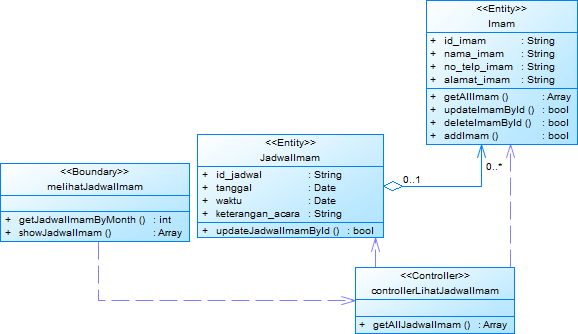 <<Entity>>
Imam
+ id_imam : String
+ nama_imam : String
+ no_telp_imam : String
+ alamat_imam : String
+ getAllImam () : Array
+ updateImamById () : bool
+ deleteImamById () : bool
+ addImam () : bool
<<Entity>>
JadwalImam
+ id_jadwal : String
+ tanggal : Date
+ waktu : Date
+ keterangan_acara : String
+ updateJadwalImamById () : bool
0..1
0..*
<<Boundary>>
melihatJadwalImam
+ getJadwalImamByMonth () : int
+ showJadwalImam () : Array
<<Controller>>
controllerLihatJadwalImam
+ getAllJadwalImam () : Array